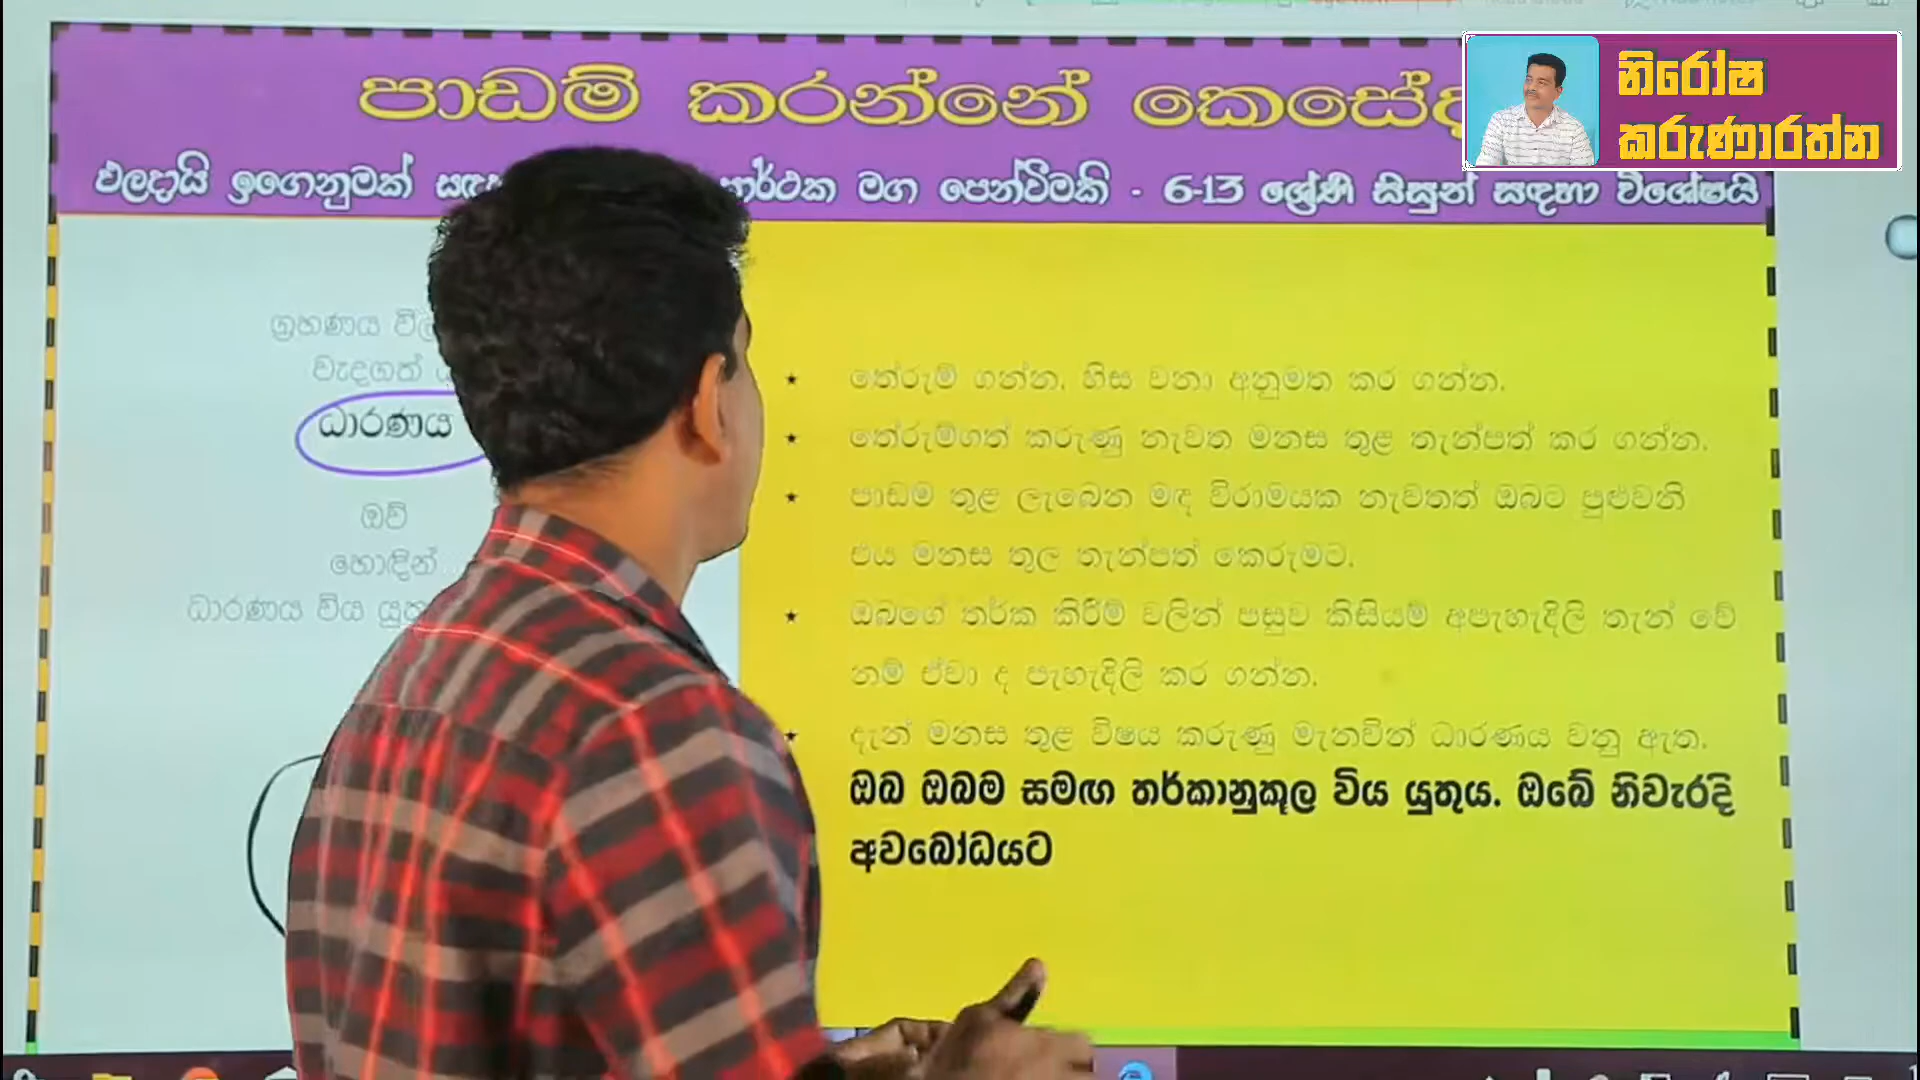 පාඩම් කරන්නේ කෙසේද
නිරෝෂ
කරුණාරත්න
ඵලදායි ඉගෙනුමක් මග පෙන්වීමකි - 6-13 ශ්‍රේණි සිසුන් සඳහා විශේෂයි
ග්‍රහණය
වැදගත්
ධාරණය
ඔව්
හොඳින්
ධාරණය විය
★ තේරුම් ගන්න. හිස වනා අනුමත කර ගන්න.
★ තේරුම්ගත් කරුණු නැවත මනස තුළ තැන්පත් කර ගන්න.
★ පාඩම තුළ ලැබෙන මඳ විරාමයක නැවතත් ඔබට පුළුවනි
එය මනස තුල තැන්පත් කෙරුමට.
★ ඔබගේ තර්ක කිරීම් වලින් පසුව කිසියම් අපැහැදිලි තැන් වේ
නම් ඒවා ද පැහැදිලි කර ගන්න.
★ දැන් මනස තුළ විෂය කරුණු මැනවින් ධාරණය වනු ඇත.
ඔබ ඔබම සමඟ තර්කානුකූල විය යුතුය. ඔබේ නිවැරදි
අවබෝධයට